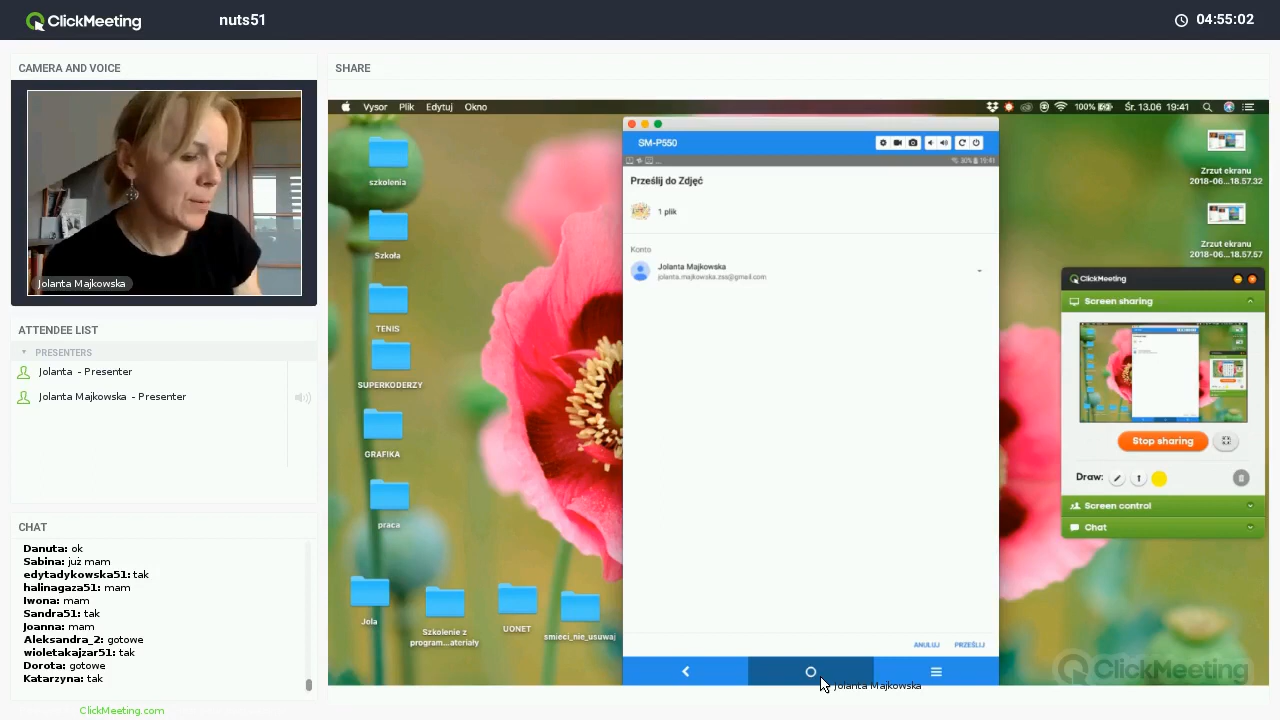 ClickMeeting
nuts51
04:55:02
CAMERA AND VOICE
Jolanta Majkowska
ATTENDEE LIST
PRESENTERS
Jolanta - Presenter
Jolanta Majkowska - Presenter
CHAT
Danuta: ok
Sabina: już mam
edytadykowska51: tak
halinagaza51: mam
Iwona: mam
Sandra51: tak
Joanna: mam
Aleksandra_2: gotowe
wioletakajzar51: tak
Dorota: gotowe
Katarzyna: tak
ClickMeeting.com
SHARE
Vysor Plik Edytuj Okno
100% Śr. 13.06 19:41
szkolenia
Szkoła
TENIS
SUPERKODERZY
GRAFIKA
praca
Jola
Szkolenie z
program...ateriały
UONET
smieci_nie_usuwaj
SM-P550
30% 19:41
Prześlij do Zdjęć
1 plik
Konto
Jolanta Majkowska
jolanta.majkowska.zss@gmail.com
ANULUJ PRZEŚLIJ
Jolanta Majkowska
Zrzut ekranu
2018-06...18.57.32
Zrzut ekranu
2018-06...18.57.57
ClickMeeting
Screen sharing
Stop sharing
Draw:
Screen control
Chat
ClickMeeting